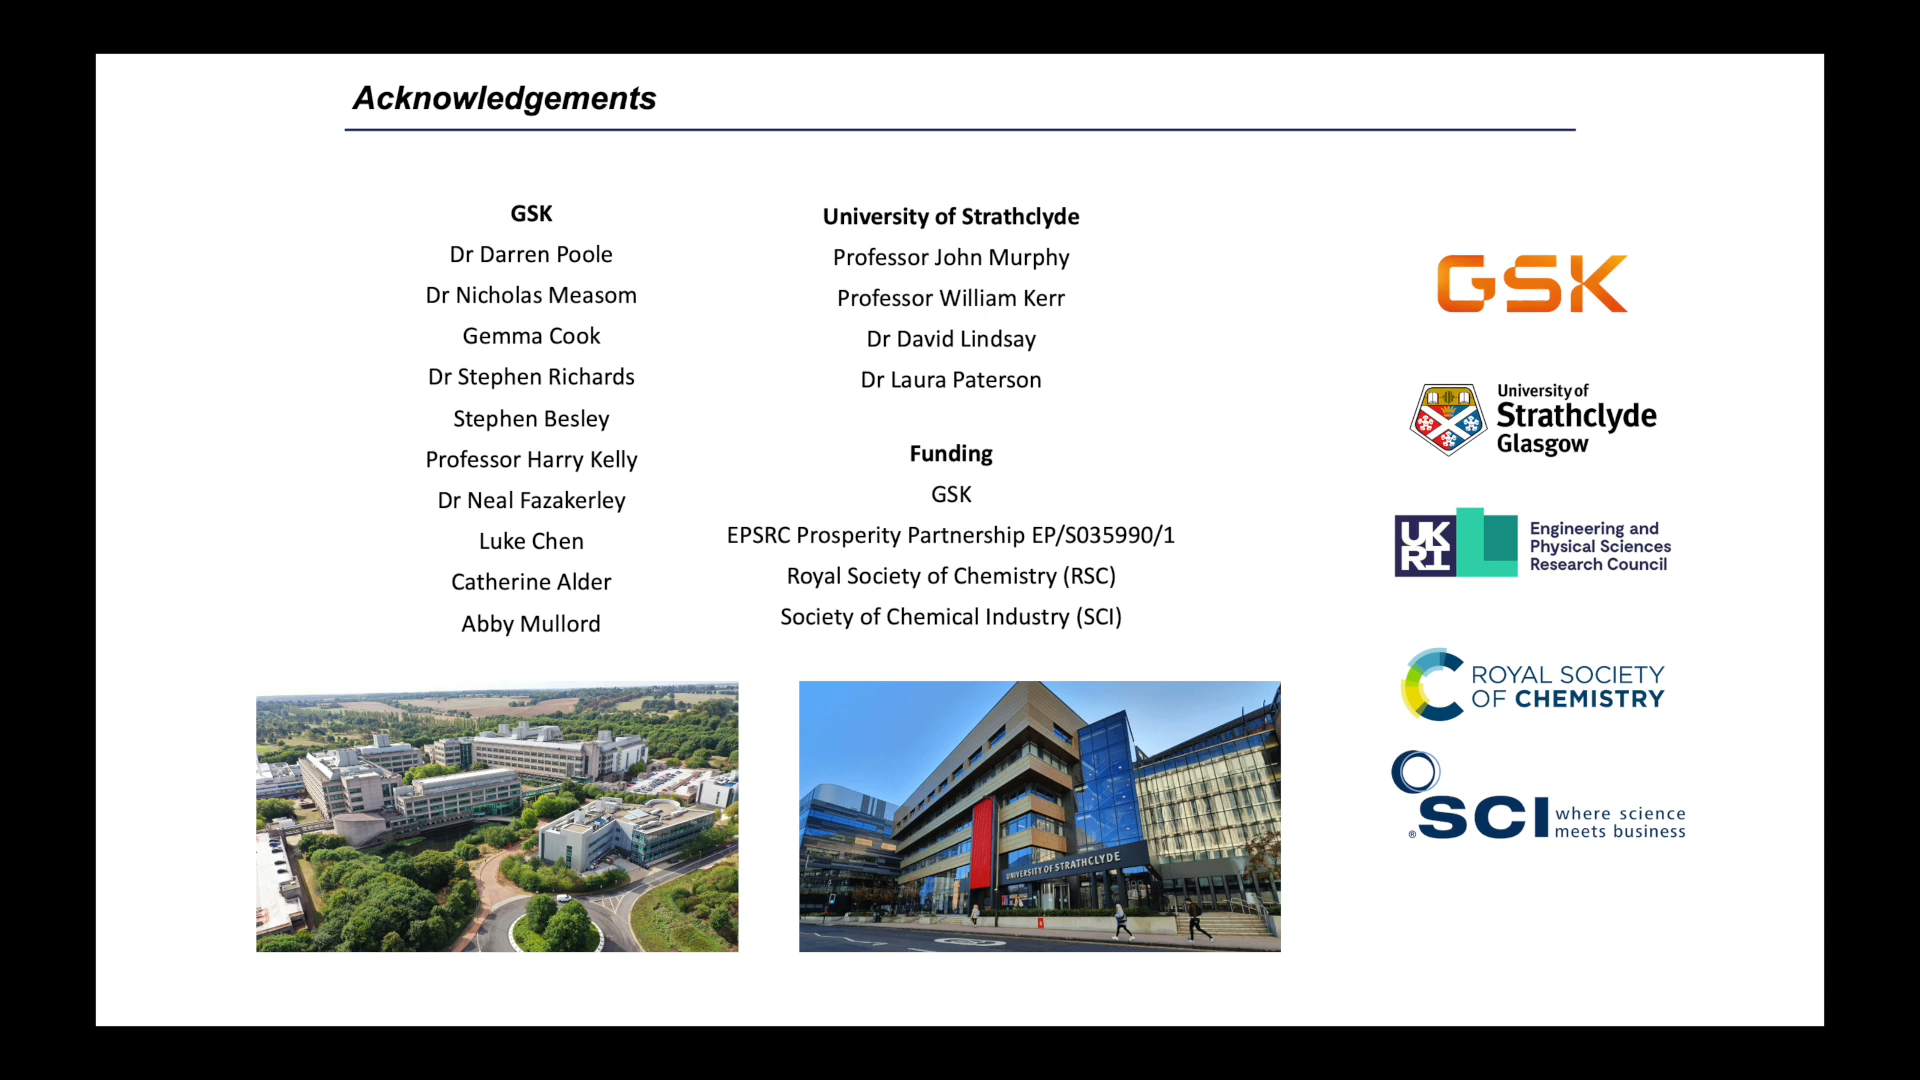 Acknowledgements
GSK
Dr Darren Poole
Dr Nicholas Measom
Gemma Cook
Dr Stephen Richards
Stephen Besley
Professor Harry Kelly
Dr Neal Fazakerley
Luke Chen
Catherine Alder
Abby Mullord
University of Strathclyde
Professor John Murphy
Professor William Kerr
Dr David Lindsay
Dr Laura Paterson
Funding
GSK
EPSRC Prosperity Partnership EP/S035990/1
Royal Society of Chemistry (RSC)
Society of Chemical Industry (SCI)
UNIVERSITY OF STRATHCLYDE
GSK
University of
Strathclyde
Glasgow
UK
RI
Engineering and
Physical Sciences
Research Council
ROYAL SOCIETY
OF CHEMISTRY
® SCI
where science
meets business